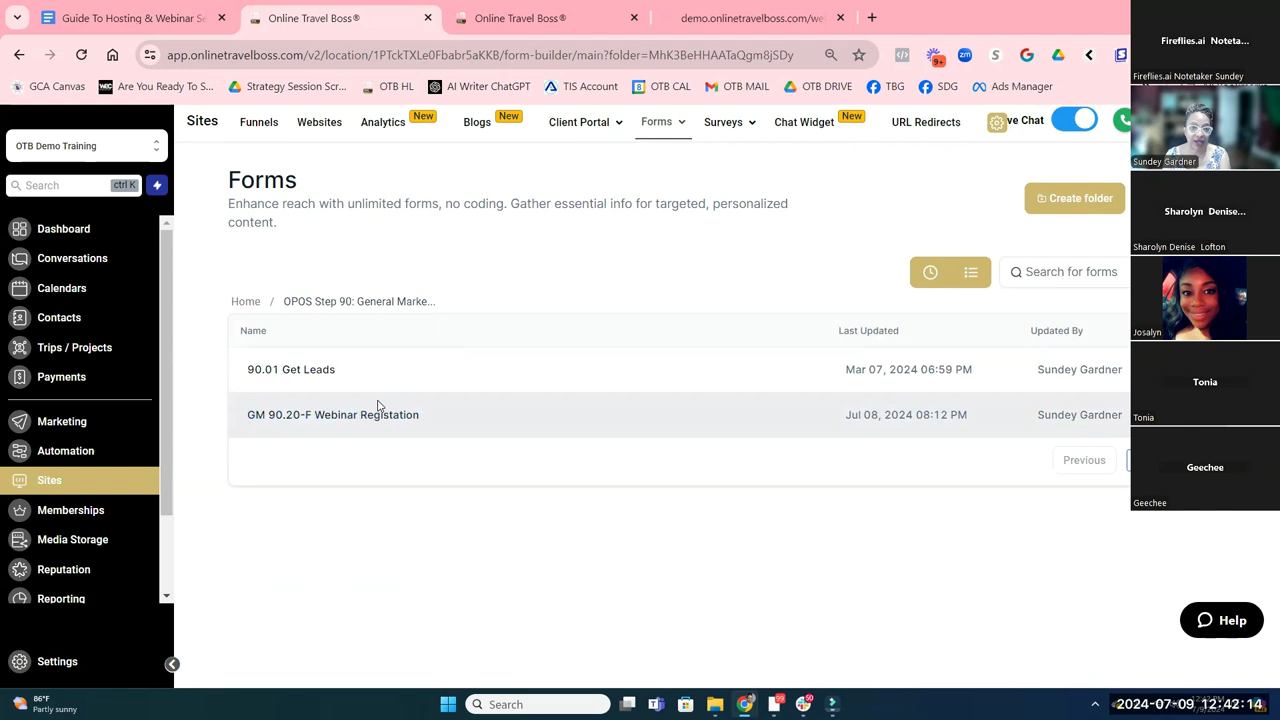 Guide To Hosting & Webinar Se
Online Travel Boss®
Online Travel Boss®
demo.onlinetravelboss.com/we
app.onlinetravelboss.com/v2/location/1PTckTXLe0Fbabr5aKKB/form-builder/main?folder=MhK3BeHHAATaQgm8jSDy
9+
zm
S
GCA Canvas
Are You Ready To S...
Strategy Session Scr...
OTB HL
AI Writer ChatGPT
TIS Account
OTB CAL
OTB MAIL
OTB DRIVE
TBG
SDG
Ads Manager
OTB Demo Training
Search
ctrl K
Dashboard
Conversations
Calendars
Contacts
Trips / Projects
Payments
Marketing
Automation
Sites
Memberships
Media Storage
Reputation
Reporting
Settings
Sites
Funnels
Websites
Analytics
New
Blogs
New
Client Portal
Forms
Surveys
Chat Widget
New
URL Redirects
ve Chat
Forms
Enhance reach with unlimited forms, no coding. Gather essential info for targeted, personalized
content.
Create folder
Search for forms
Home / OPOS Step 90: General Marke...
Name
Last Updated
Updated By
90.01 Get Leads
Mar 07, 2024 06:59 PM
Sundey Gardner
GM 90.20-F Webinar Registation
Jul 08, 2024 08:12 PM
Sundey Gardner
Previous
Help
Fireflies.ai Noteta...
Fireflies.ai Notetaker Sundey
Sundey Gardner
Sharolyn Denise...
Sharolyn Denise Lofton
Josalyn
Tonia
Tonia
Geechee
Geechee
86°F
Partly sunny
Search
2024-07-09 12:42:14